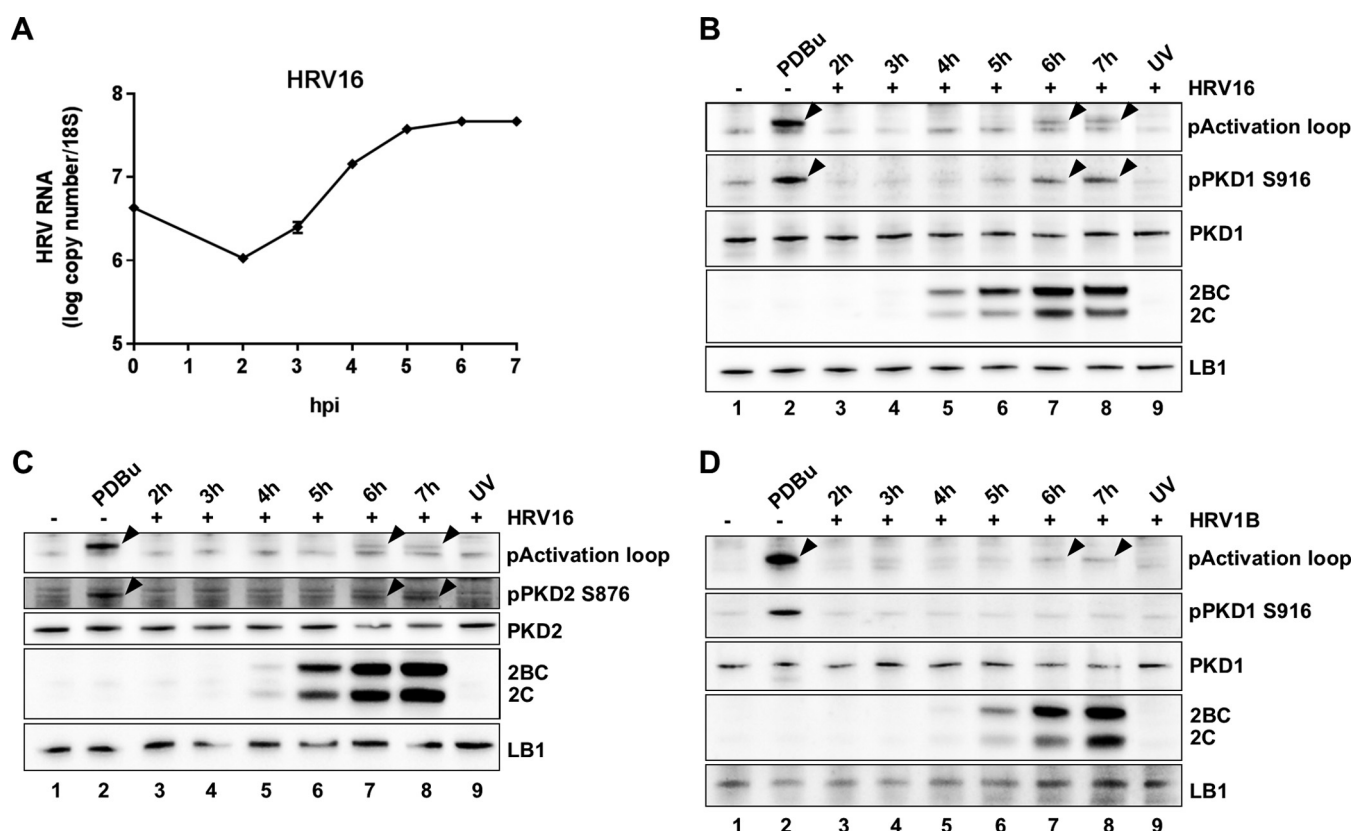 A
HRV16
HRV RNA
(log copy number/18S)
8
7
6
5
0 1 2 3 4 5 6 7
hpi
B
PDBu 2h 3h 4h 5h 6h 7h UV
- - + + + + + + + HRV16
pActivation loop
pPKD1 S916
PKD1
2BC
2C
LB1
1 2 3 4 5 6 7 8 9
C
PDBu 2h 3h 4h 5h 6h 7h UV
- - + + + + + + + HRV16
pActivation loop
pPKD2 S876
PKD2
2BC
2C
LB1
1 2 3 4 5 6 7 8 9
D
PDBu 2h 3h 4h 5h 6h 7h UV
- - + + + + + + + HRV1B
pActivation loop
pPKD1 S916
PKD1
2BC
2C
LB1
1 2 3 4 5 6 7 8 9